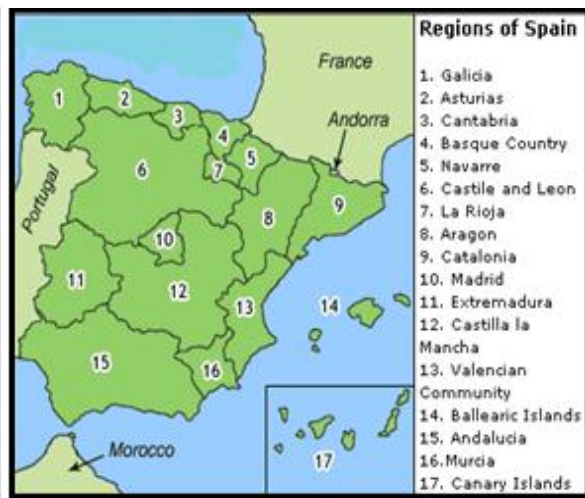 Regions of Spain
1. Galicia
2. Asturias
3. Cantabria
4. Basque Country
5. Navarre
6. Castile and Leon
7. La Rioja
8. Aragon
9. Catalonia
10. Madrid
11. Extremadura
12. Castilla la
Mancha
13. Valencian
Community
14. Ballearic Islands
15. Andalucia
16.Murcia
17. Canary Islands
France
Andorra
Portugal
Morocco
1
2
3
4
5
6
7
8
9
10
11
12
13
14
15
16
17